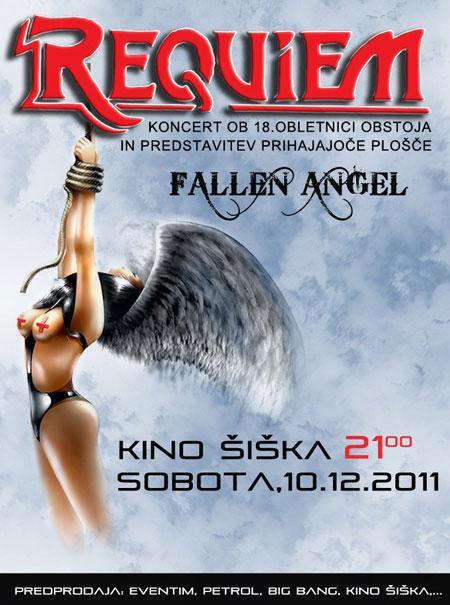 REQUIEM
KONCERT OB 18.OBLETNICI OBSTOJA
IN PREDSTAVITEV PRIHAJAJOČE PLOŠČE
FALLEN ANGEL
KINO ŠIŠKA 21⁰⁰
SOBOTA,10.12.2011
PREDPRODAJA: EVENTIM, PETROL, BIG BANG, KINO ŠIŠKA,...